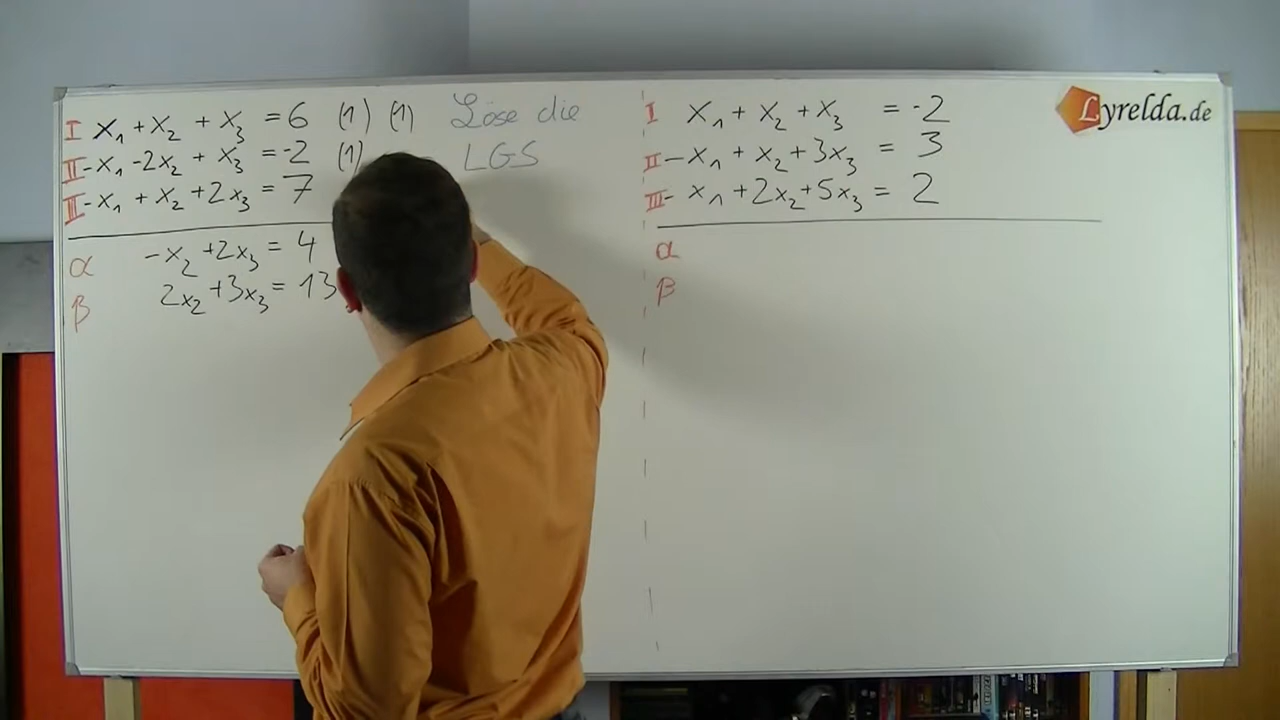 I x₁ + x₂ + x₃ = 6 (1) (1) Löse die
II -x₁ -2x₂ + x₃ = -2 (1) LGS
III -x₁ + x₂ + 2x₃ = 7
α -x₂ + 2x₃ = 4
β 2x₂ + 3x₃ = 13
I x₁ + x₂ + x₃ = -2
II -x₁ + x₂ + 3x₃ = 3
III -x₁ + 2x₂ + 5x₃ = 2
α
β
Lyrelda.de